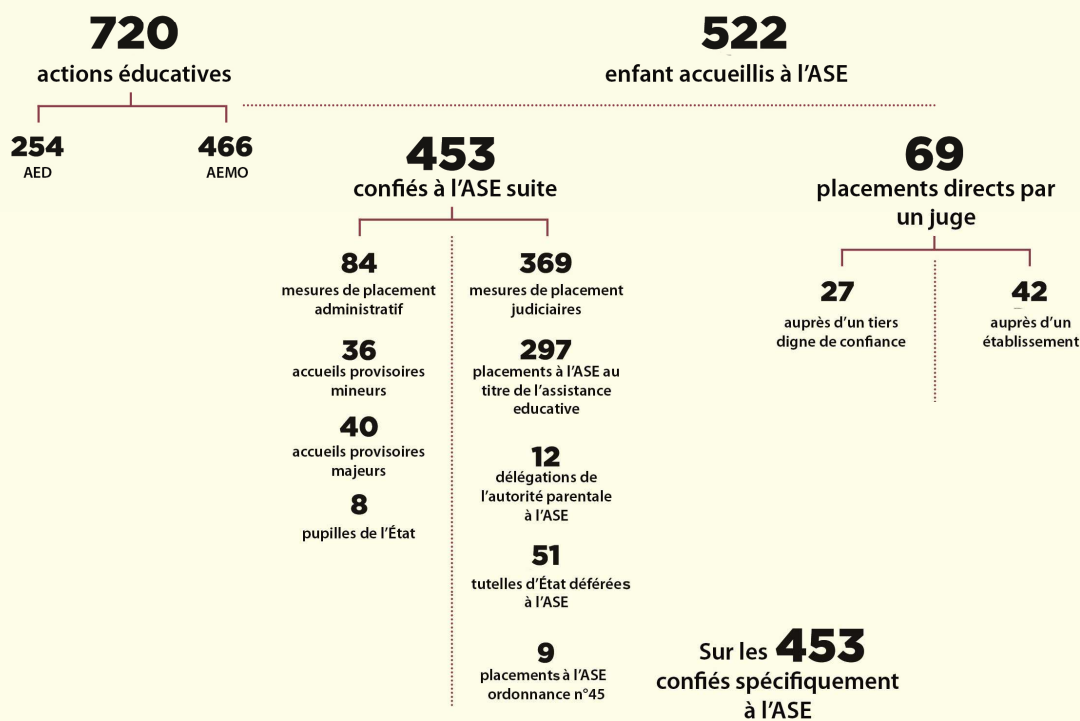 720
actions éducatives
254
AED
466
AEMO
522
enfant accueillis à l'ASE
453
confiés à l'ASE suite
84
mesures de placement
administratif
36
accueils provisoires
mineurs
40
accueils provisoires
majeurs
8
pupilles de l'État
369
mesures de placement
judiciaires
297
placements à l'ASE au
titre de l'assistance
educative
12
délégations de
l'autorité parentale
à l'ASE
51
tutelles d'État déférées
à l'ASE
9
placements à l'ASE
ordonnance n°45
69
placements directs par
un juge
27
auprès d'un tiers
digne de confiance
42
auprès d'un
établissement
Sur les 453
confiés spécifiquement
à l'ASE